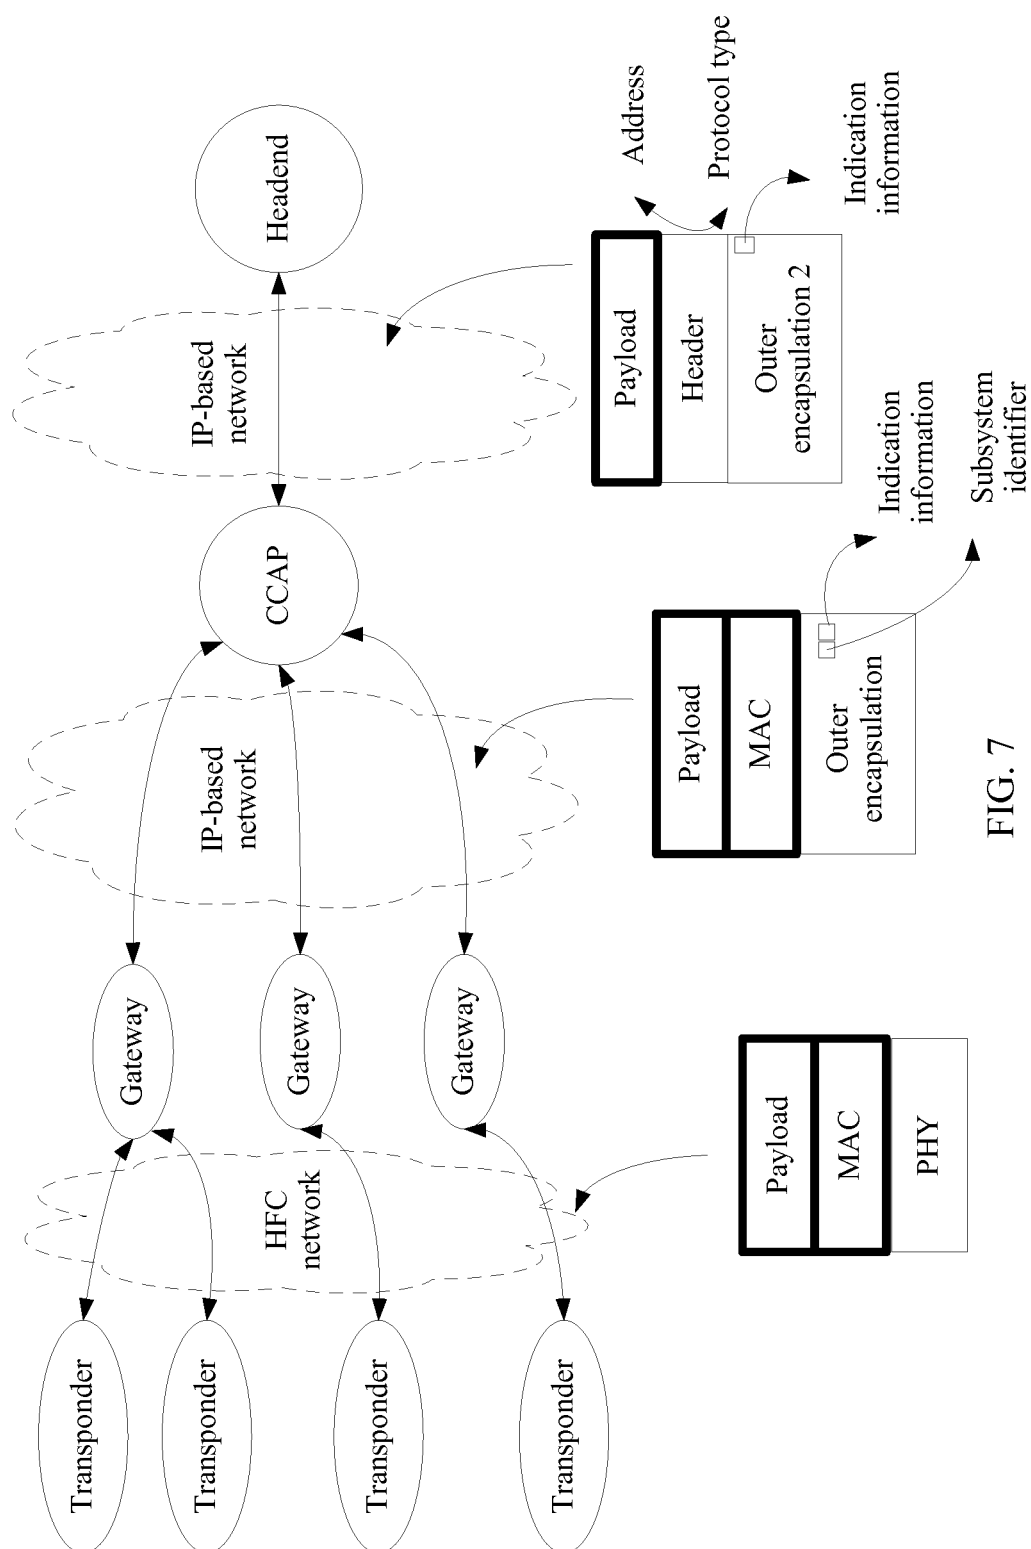 Transponder
Transponder
Transponder
Transponder
HFC
network
Gateway
Gateway
Gateway
IP-based
network
CCAP
IP-based
network
Headend
Payload
MAC
PHY
Payload
MAC
Outer
encapsulation
Indication
information
Subsystem
identifier
Payload
Header
Outer
encapsulation 2
Address
Protocol type
Indication
information
FIG. 7